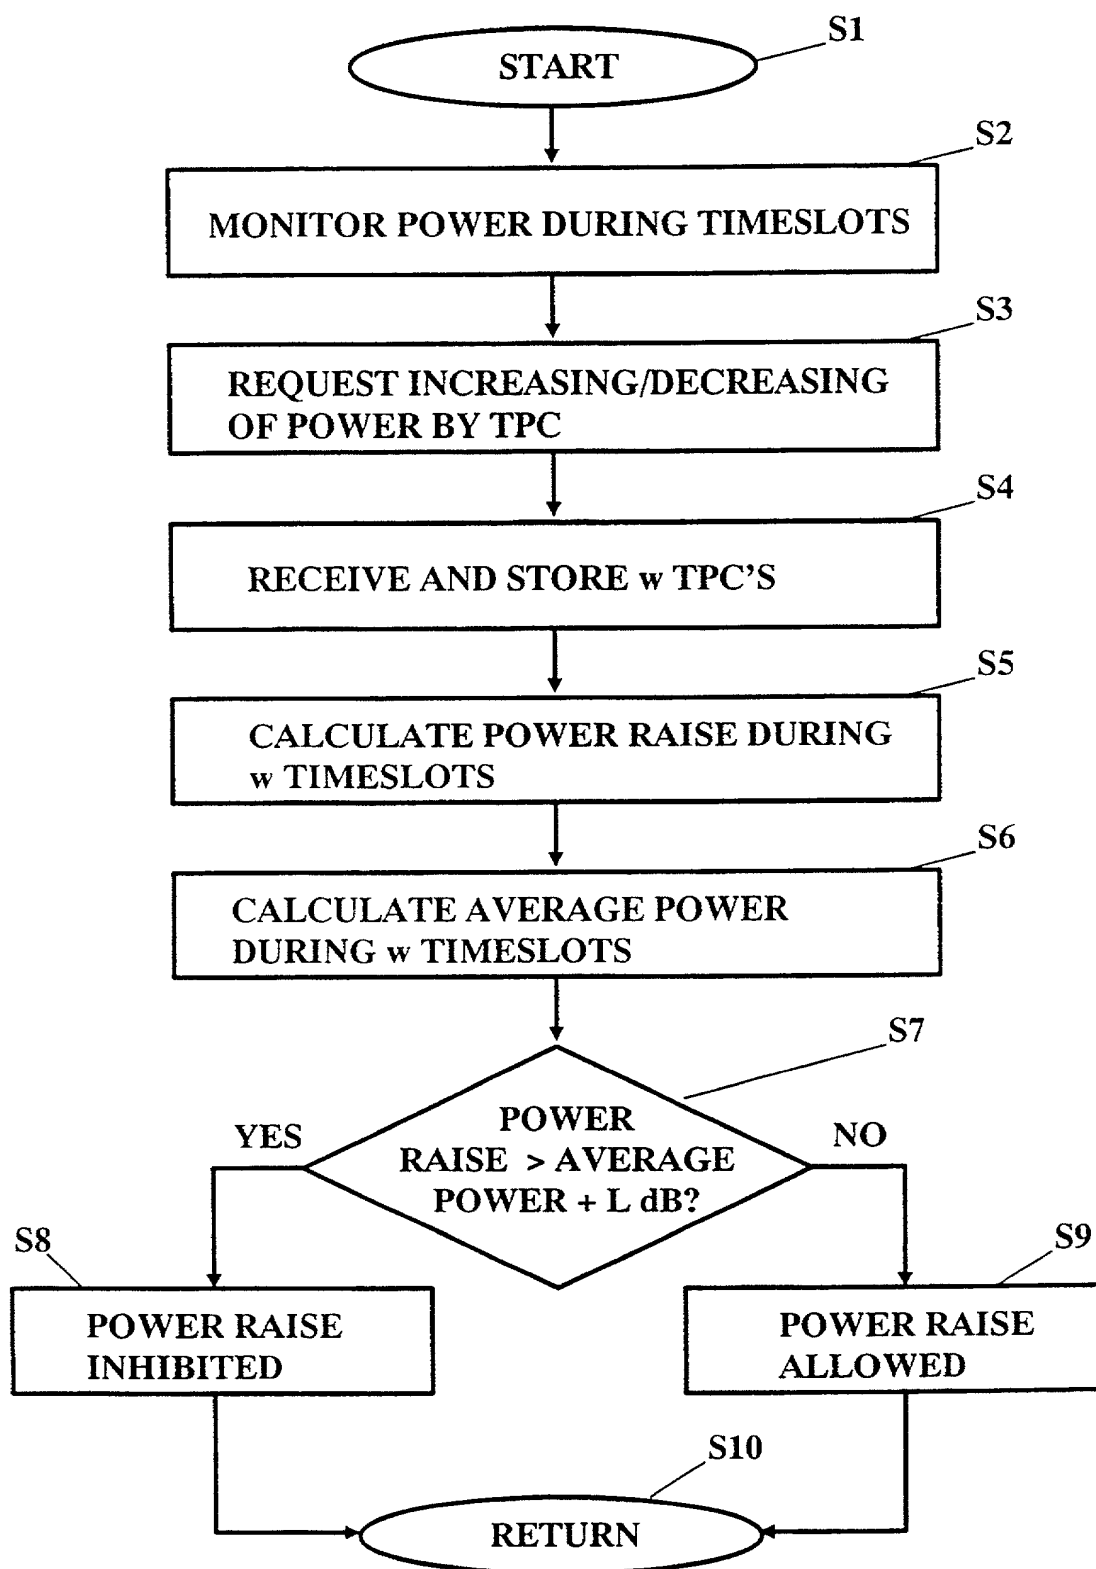 S1
START
S2
MONITOR POWER DURING TIMESLOTS
S3
REQUEST INCREASING/DECREASING
OF POWER BY TPC
S4
RECEIVE AND STORE w TPC'S
S5
CALCULATE POWER RAISE DURING
w TIMESLOTS
S6
CALCULATE AVERAGE POWER
DURING w TIMESLOTS
S7
POWER
RAISE > AVERAGE
POWER + L dB?
YES
NO
S8
POWER RAISE
INHIBITED
S9
POWER RAISE
ALLOWED
S10
RETURN